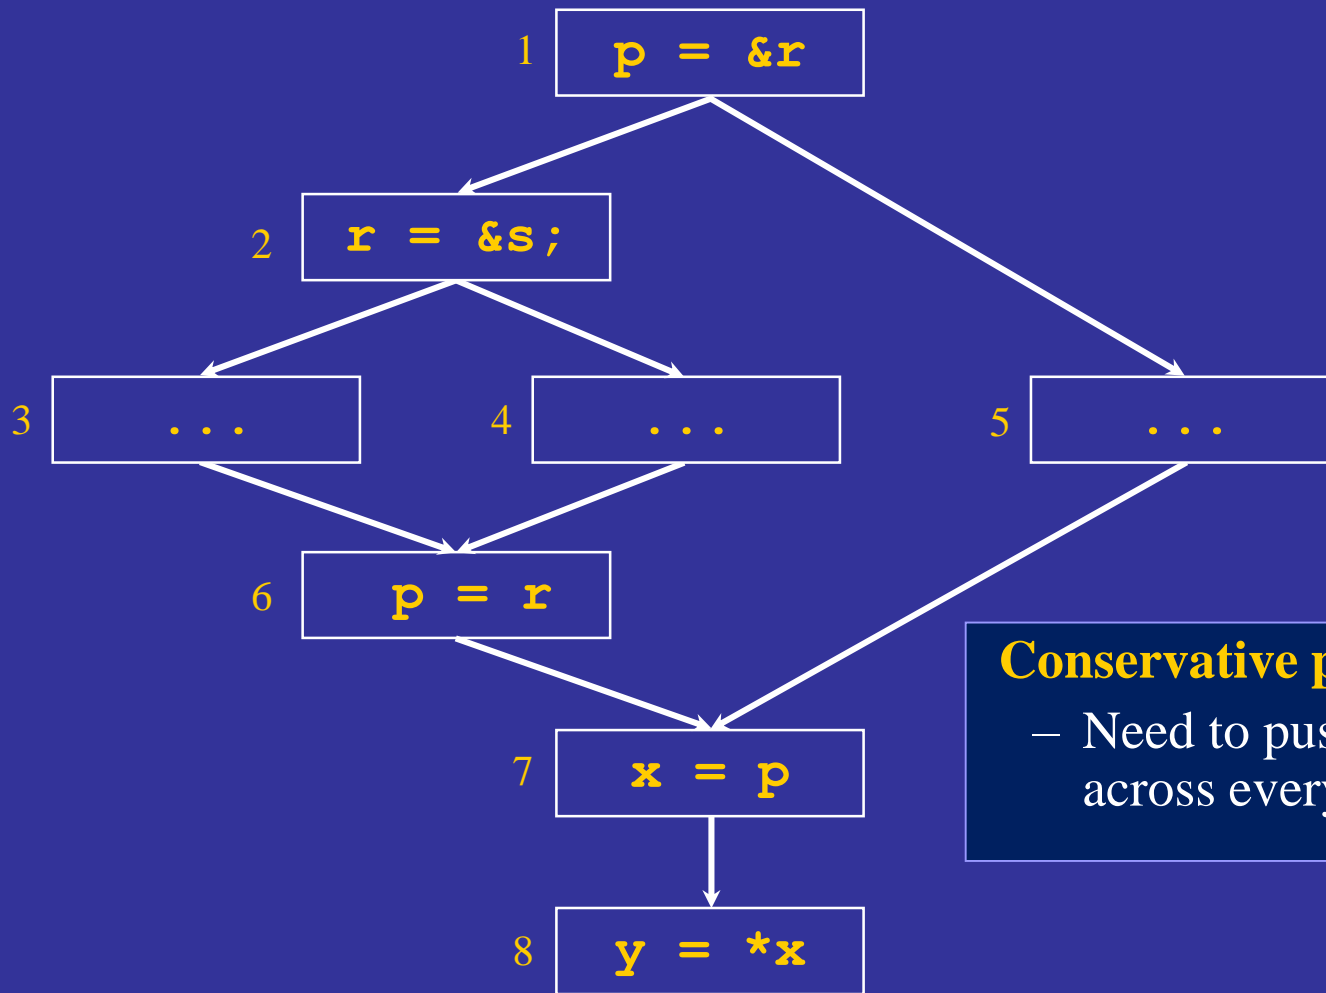 1 p = &r
2 r = &s;
3 ...
4 ...
5 ...
6 p = r
Conservative
– Need to
across
7 x = p
8 y = *x